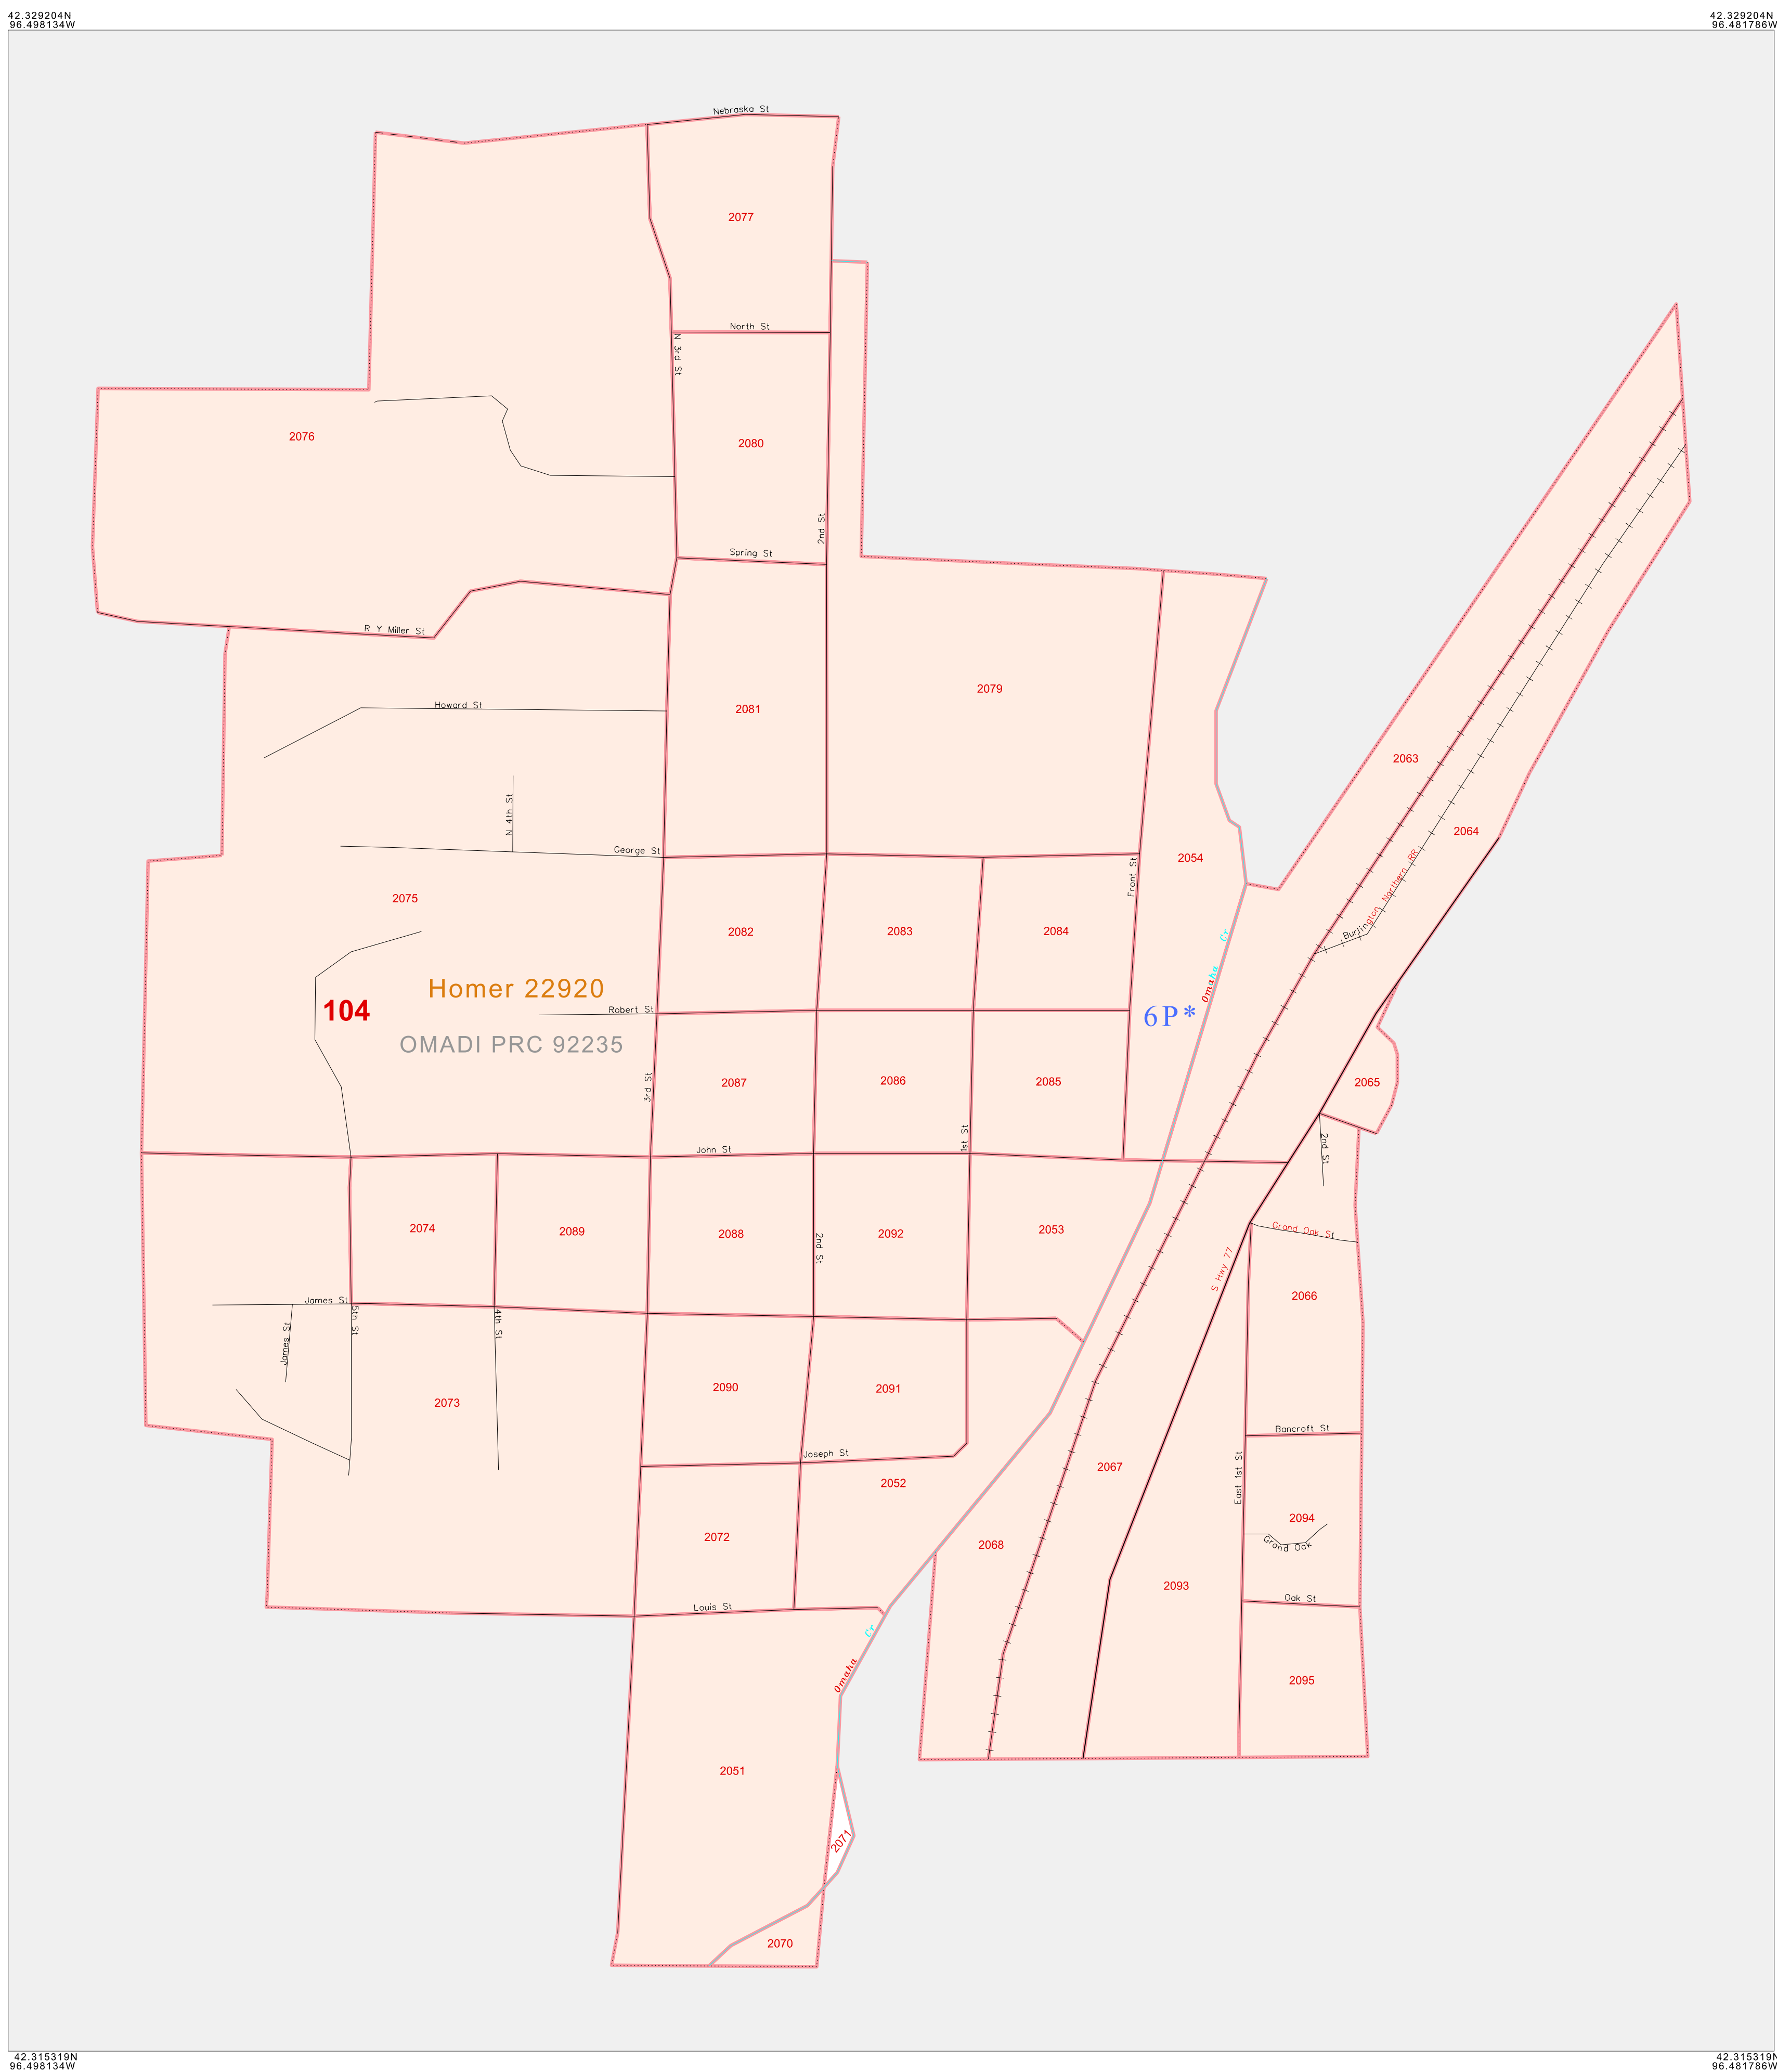 42.329204N
96.498134W
42.329204N
96.481786W
Nebraska St
2077
North St
N 3rd St
2076
2080
2nd St
Spring St
R Y Miller St
2079
Howard St
2081
2063
N 4th St
2064
George St
Front St
2054
Burlington Northern RR
2075
2082
2083
2084
Omaha Cr
Homer 22920
104
Robert St
6P*
OMADI PRC 92235
3rd St
2087
2086
2085
2065
1st St
2nd St
John St
2074
2089
2088
2nd St
2092
2053
Grand Oak St
S Hwy 77
2066
James St
5th St
4th St
James St
2073
2090
2091
Bancroft St
Joseph St
2067
East 1st St
2052
2094
2072
Grand Oak
2068
2093
Oak St
Louis St
Omaha Cr
2095
2051
2071
2070
42.315319N
96.498134W
42.315319N
96.481786W